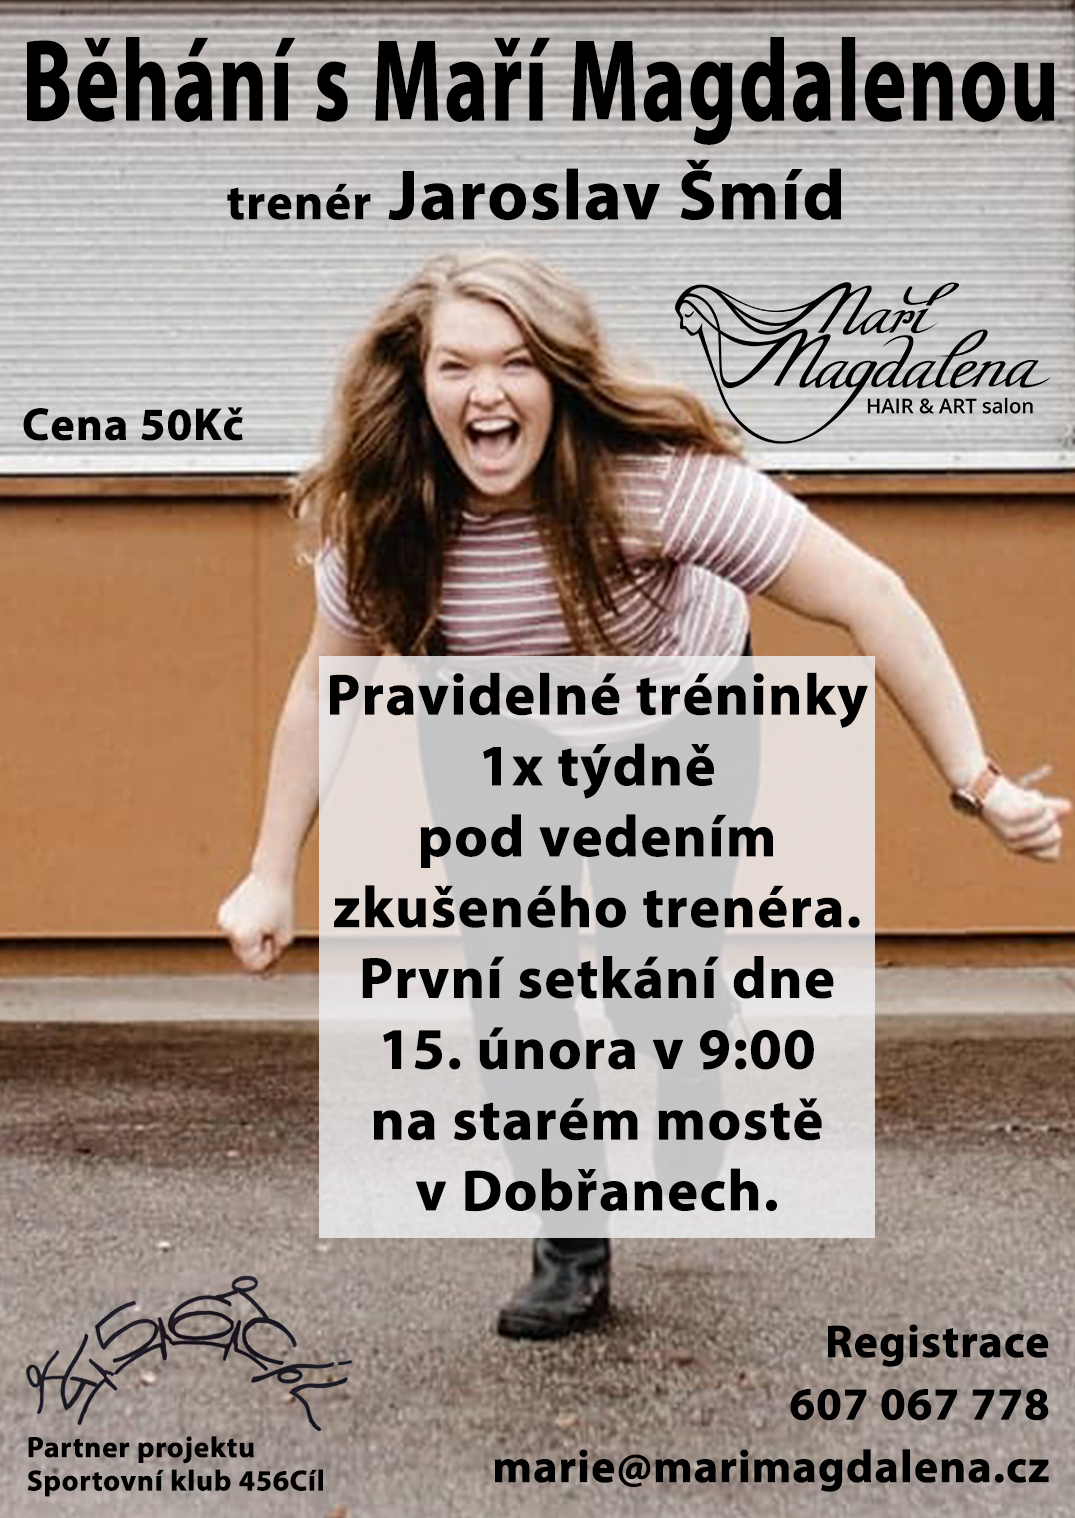 Běhání s Maří Magdalenou
trenér Jaroslav Šmíd
Maří
Magdalena
HAIR & ART salon
Cena 50Kč
Pravidelné tréninky
1x týdně
pod vedením
zkušeného trenéra.
První setkání dne
15. února v 9:00
na starém mostě
v Dobřanech.
Registrace
607 067 778
marie@marimagdalena.cz
Partner projektu
Sportovní klub 456Cíl